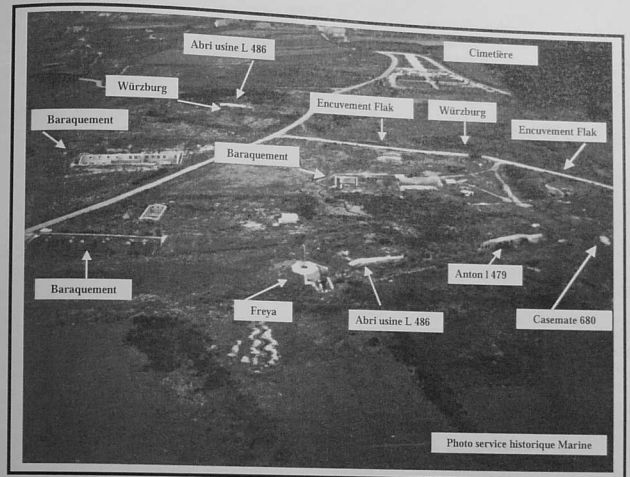 Abri usine L 486
Cimetière
Würzburg
Encuvement Flak
Würzburg
Baraquement
Encuvement Flak
Baraquement
Baraquement
Anton l 479
Freya
Abri usine L 486
Casemate 680
Photo service historique Marine